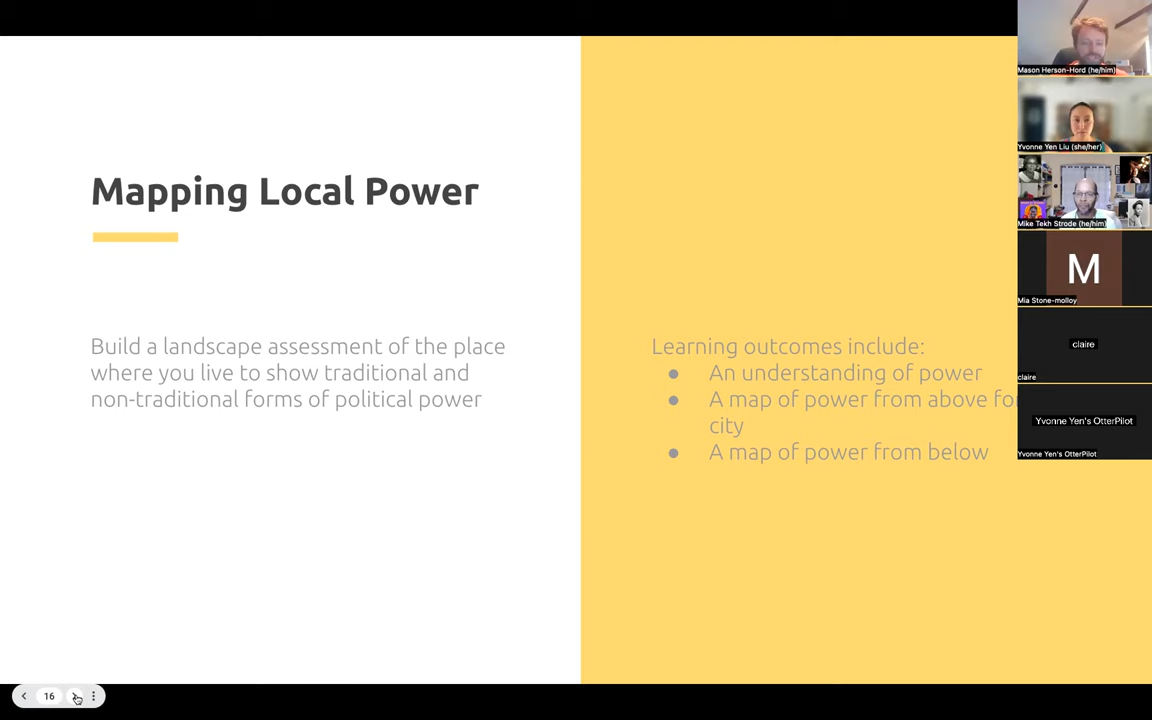 Mapping Local Power
Build a landscape assessment of the place
where you live to show traditional and
non-traditional forms of political power
Learning outcomes include:
● An understanding of power
● A map of power from above for
city
● A map of power from below
16
Mason Herson-Hord (he/him)
Yvonne Yen Liu (she/her)
Mike Tekh Strode (he/him)
M
Mia Stone-molloy
claire
claire
Yvonne Yen's OtterPilot
Yvonne Yen's OtterPilot